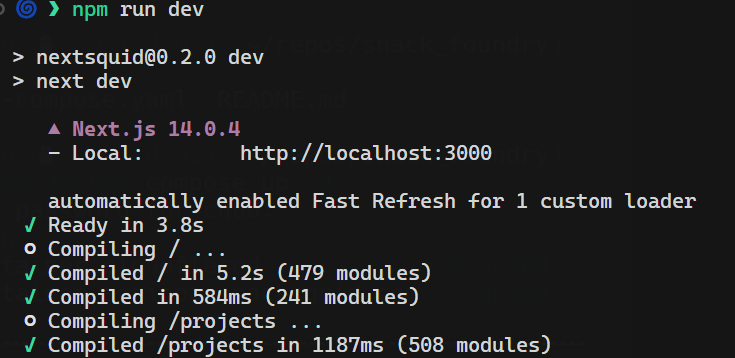 ❯ npm run dev
> nextsquid@0.2.0 dev
> next dev
▲ Next.js 14.0.4
- Local: http://localhost:3000
automatically enabled Fast Refresh for 1 custom loader
✓ Ready in 3.8s
○ Compiling / ...
✓ Compiled / in 5.2s (479 modules)
✓ Compiled in 584ms (241 modules)
○ Compiling /projects ...
✓ Compiled /projects in 1187ms (508 modules)